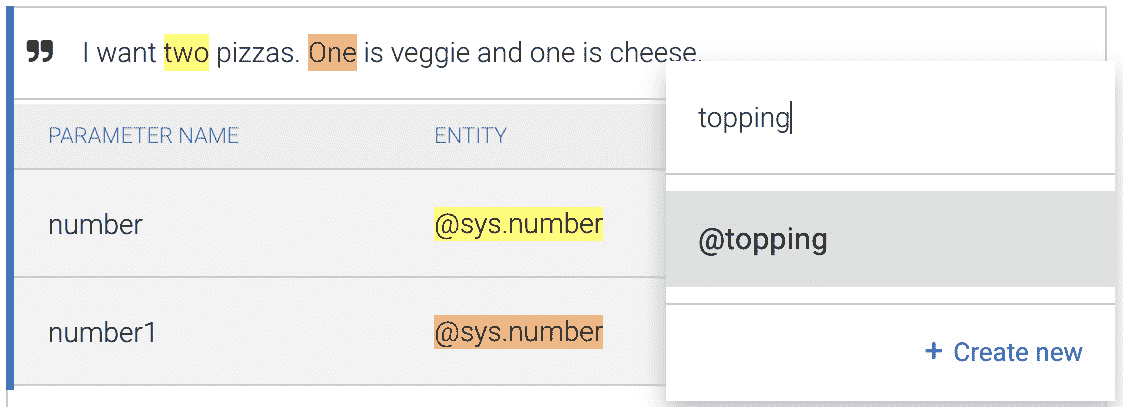 I want two pizzas. One is veggie and one is cheese.
topping
PARAMETER NAME ENTITY
number @sys.number
@topping
number1 @sys.number
+ Create new